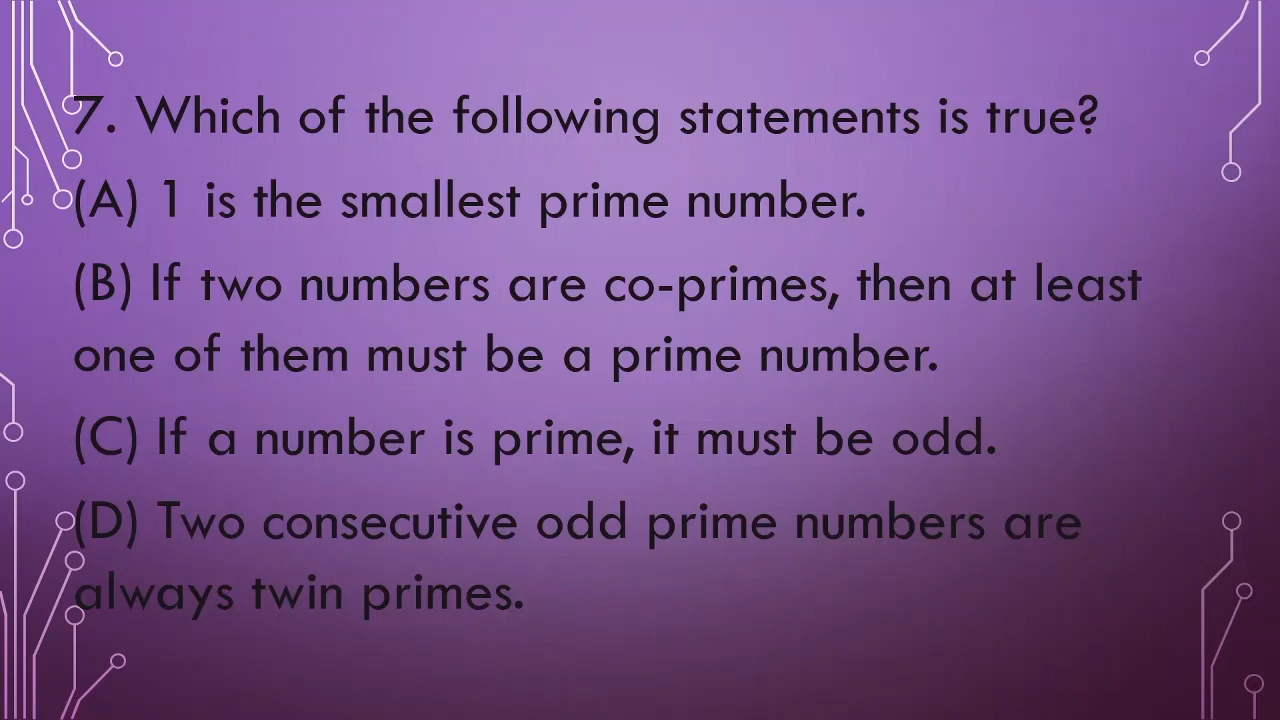 7. Which of the following statements is true?
(A) 1 is the smallest prime number.
(B) If two numbers are co-primes, then at least
one of them must be a prime number.
(C) If a number is prime, it must be odd.
(D) Two consecutive odd prime numbers are
always twin primes.